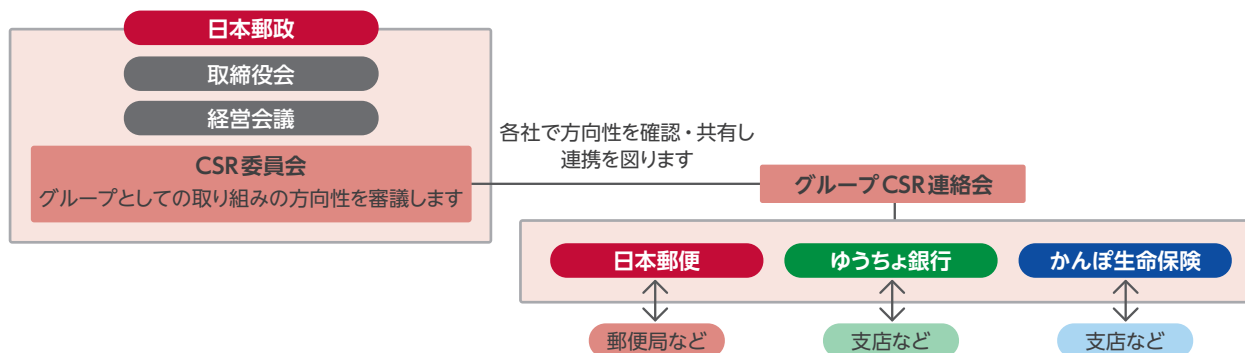 日本郵政
取締役会
経営会議
CSR委員会
グループとしての取り組みの方向性を審議します
各社で方向性を確認・共有し
連携を図ります
グループCSR連絡会
日本郵便
ゆうちょ銀行
かんぽ生命保険
郵便局など
支店など
支店など